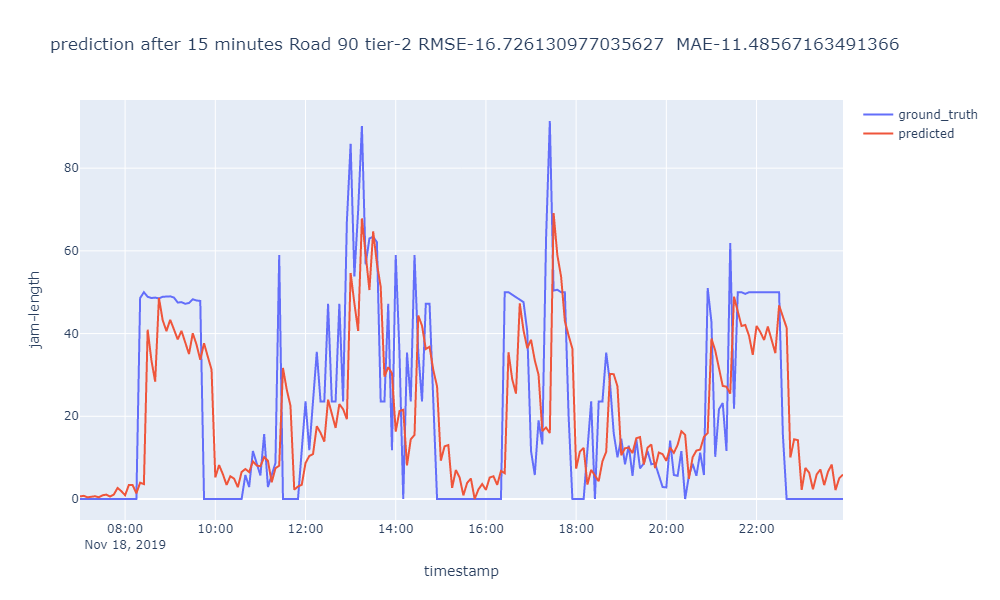 prediction after 15 minutes Road 90 tier-2 RMSE-16.726130977035627  MAE-11.48567163491366
ground_truth
predicted
jam-length
80
60
40
20
0
08:00
10:00
12:00
14:00
16:00
18:00
20:00
22:00
Nov 18, 2019
timestamp